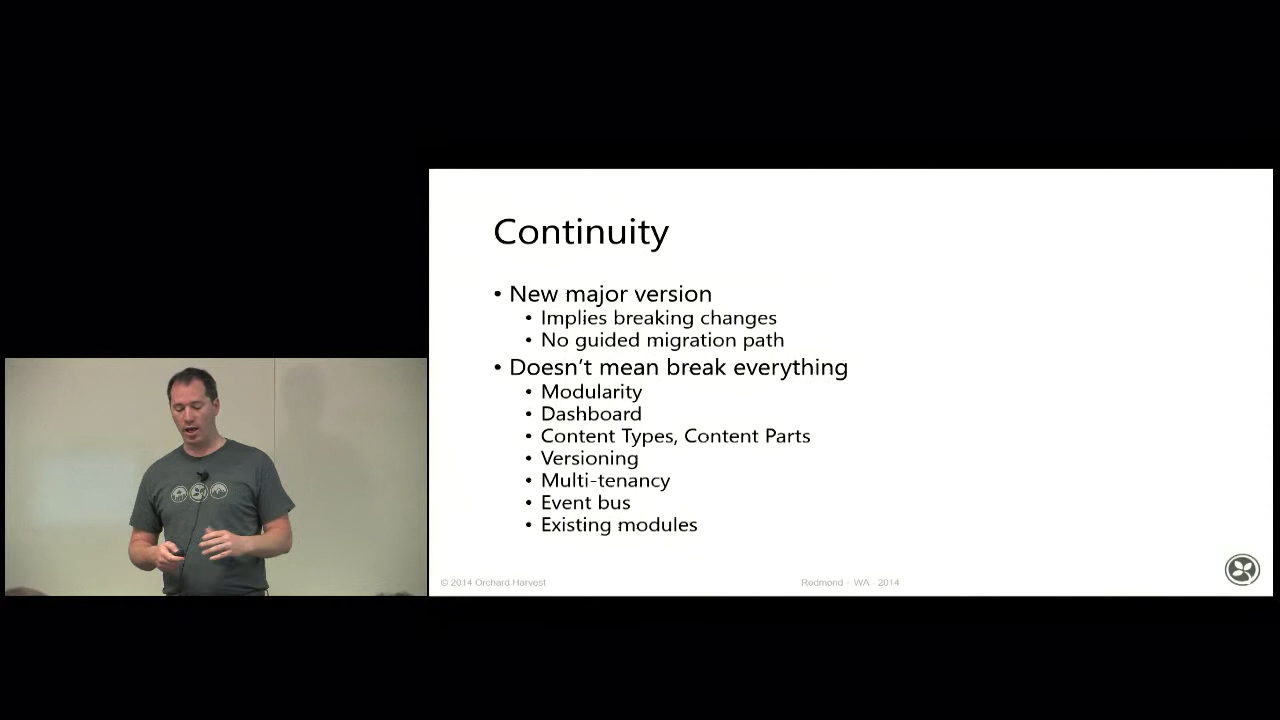 Continuity
• New major version
• Implies breaking changes
• No guided migration path
• Doesn't mean break everything
• Modularity
• Dashboard
• Content Types, Content Parts
• Versioning
• Multi-tenancy
• Event bus
• Existing modules
© 2014 Orchard Harvest
Redmond - WA - 2014